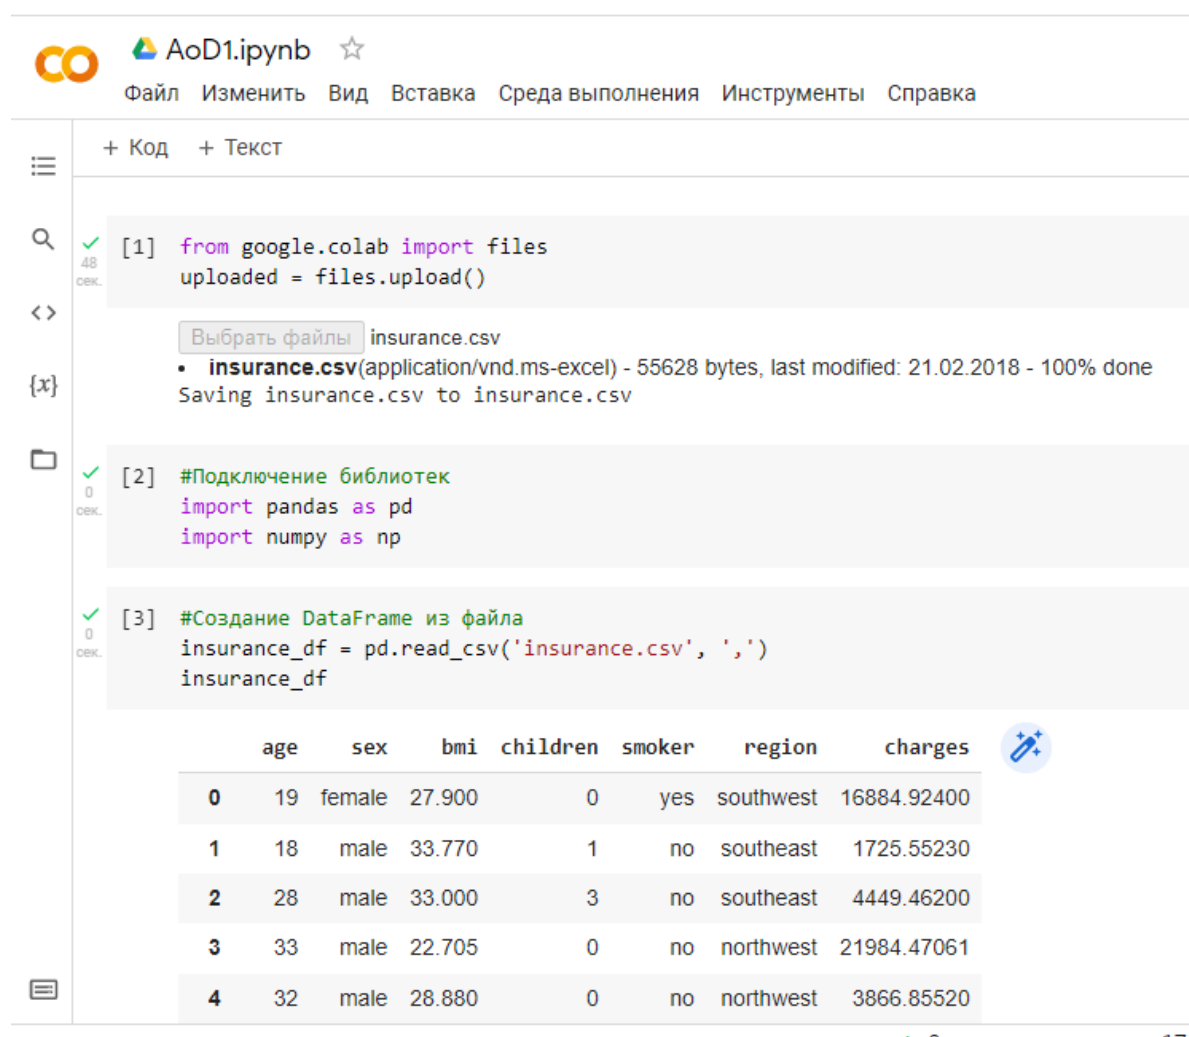 AoD1.ipynb
Файл Изменить Вид Вставка Среда выполнения Инструменты Справка
+ Код + Текст
[1] from google.colab import files
48 сек.
uploaded = files.upload()
Выбрать файлы insurance.csv
• insurance.csv(application/vnd.ms-excel) - 55628 bytes, last modified: 21.02.2018 - 100% done
Saving insurance.csv to insurance.csv
[2] #Подключение библиотек
0 сек.
import pandas as pd
import numpy as np
[3] #Создание DataFrame из файла
0 сек.
insurance_df = pd.read_csv('insurance.csv', ',')
insurance_df
age sex bmi children smoker region charges
0 19 female 27.900 0 yes southwest 16884.92400
1 18 male 33.770 1 no southeast 1725.55230
2 28 male 33.000 3 no southeast 4449.46200
3 33 male 22.705 0 no northwest 21984.47061
4 32 male 28.880 0 no northwest 3866.85520